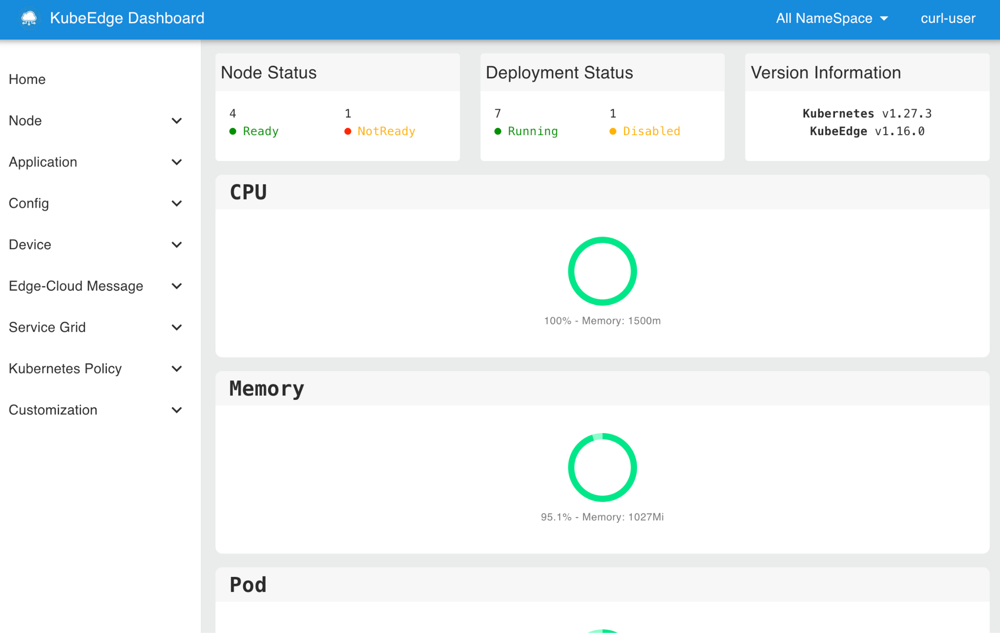 KubeEdge Dashboard
All NameSpace
curl-user
Home
Node
Application
Config
Device
Edge-Cloud Message
Service Grid
Kubernetes Policy
Customization
Node Status
4
Ready
1
NotReady
Deployment Status
7
Running
1
Disabled
Version Information
Kubernetes v1.27.3
KubeEdge v1.16.0
CPU
100% - Memory: 1500m
Memory
95.1% - Memory: 1027Mi
Pod